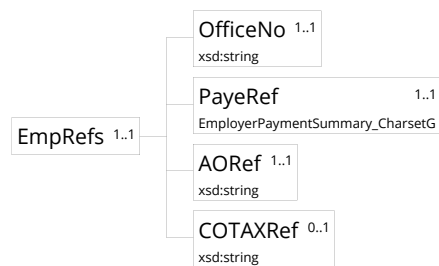 OfficeNo 1..1
xsd:string
PayeRef 1..1
EmployerPaymentSummary_CharsetG
EmpRefs 1..1
AORef 1..1
xsd:string
COTAXRef 0..1
xsd:string